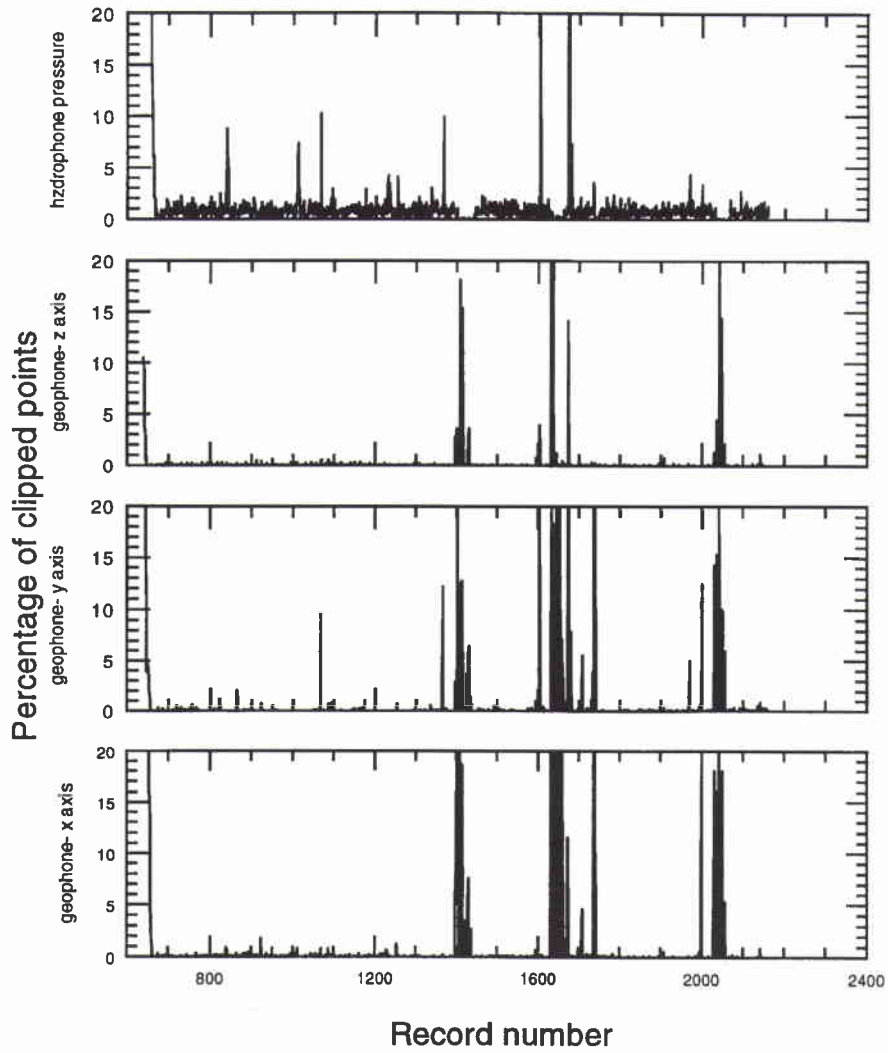 Percentage of clipped points
hzdrophone pressure
20
15
10
5
0
geophone- z axis
20
15
10
5
0
geophone- y axis
20
15
10
5
0
geophone- x axis
20
15
10
5
0
800 1200 1600 2000 2400
Record number